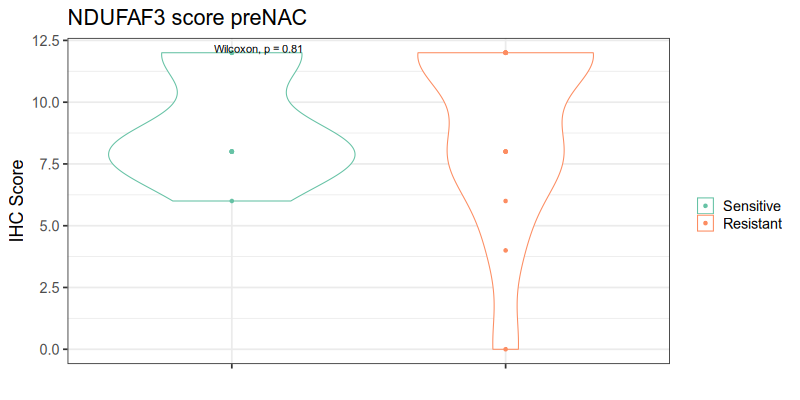 NDUFAF3 score preNAC
Wilcoxon, p = 0.81
12.5
10.0
7.5
5.0
2.5
0.0
IHC Score
Sensitive
Resistant